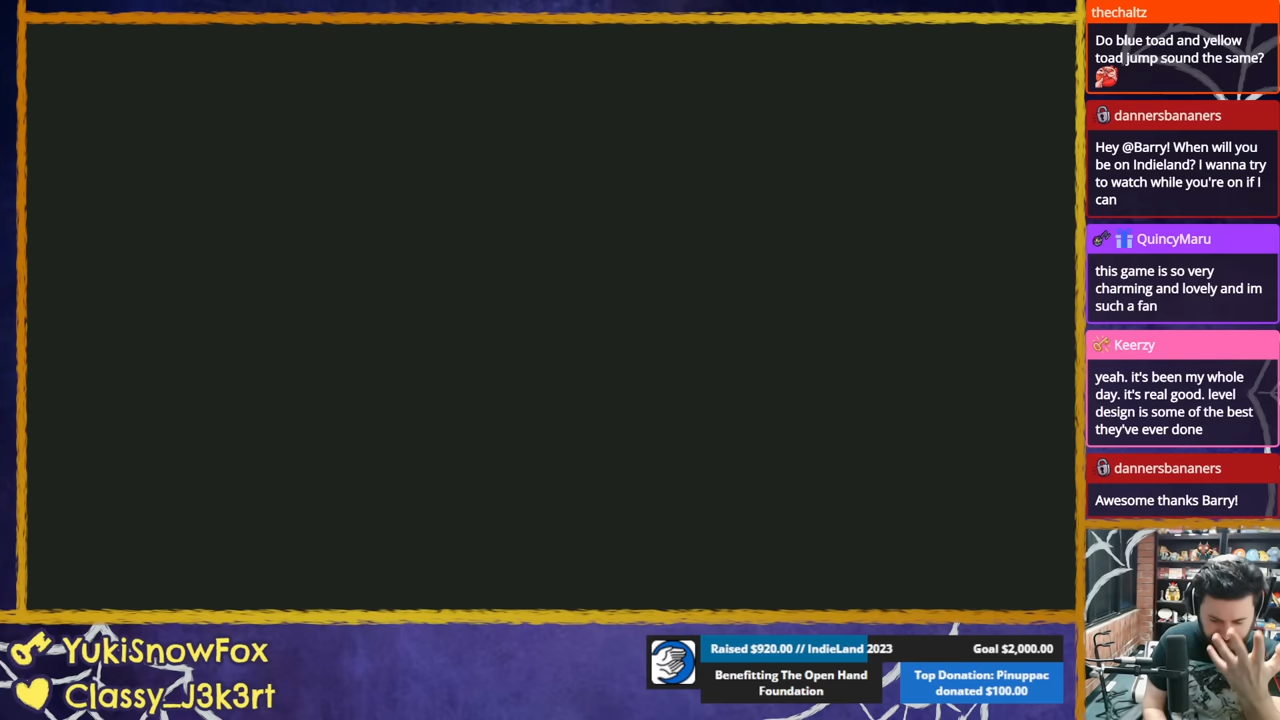 thechaltz
Do blue toad and yellow
toad jump sound the same?
dannersbananers
Hey @Barry! When will you
be on Indieland? I wanna try
to watch while you're on if I
can
QuincyMaru
this game is so very
charming and lovely and im
such a fan
Keerzy
yeah. it's been my whole
day. it's real good. level
design is some of the best
they've ever done
dannersbananers
Awesome thanks Barry!
YukiSnowFox
Classy_J3k3rt
Raised $920.00 // IndieLand 2023
Goal $2,000.00
Benefitting The Open Hand
Foundation
Top Donation: Pinuppac
donated $100.00